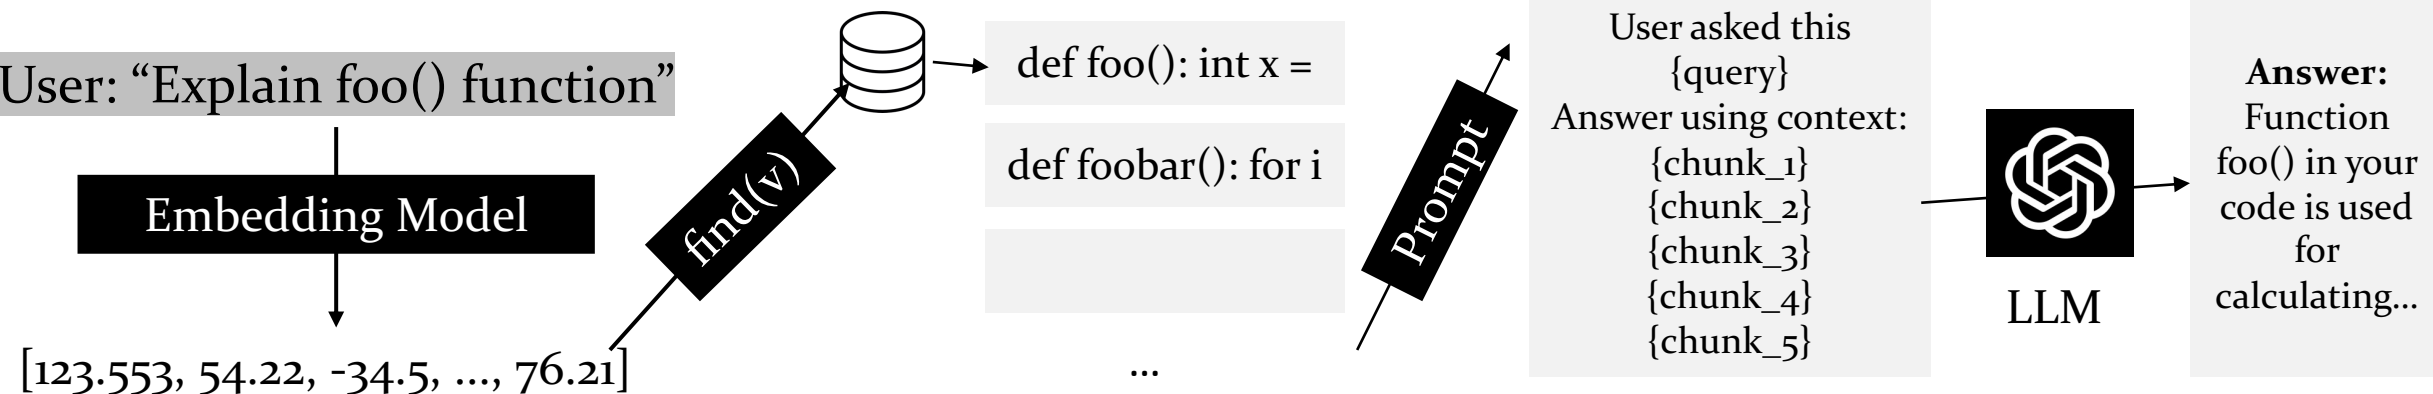 User: “Explain foo() function”
Embedding Model
[123.553, 54.22, -34.5, ..., 76.21]
find(v)
def foo(): int x =
def foobar(): for i
...
Prompt
User asked this
{query}
Answer using context:
{chunk_1}
{chunk_2}
{chunk_3}
{chunk_4}
{chunk_5}
LLM
Answer:
Function
foo() in your
code is used
for
calculating...